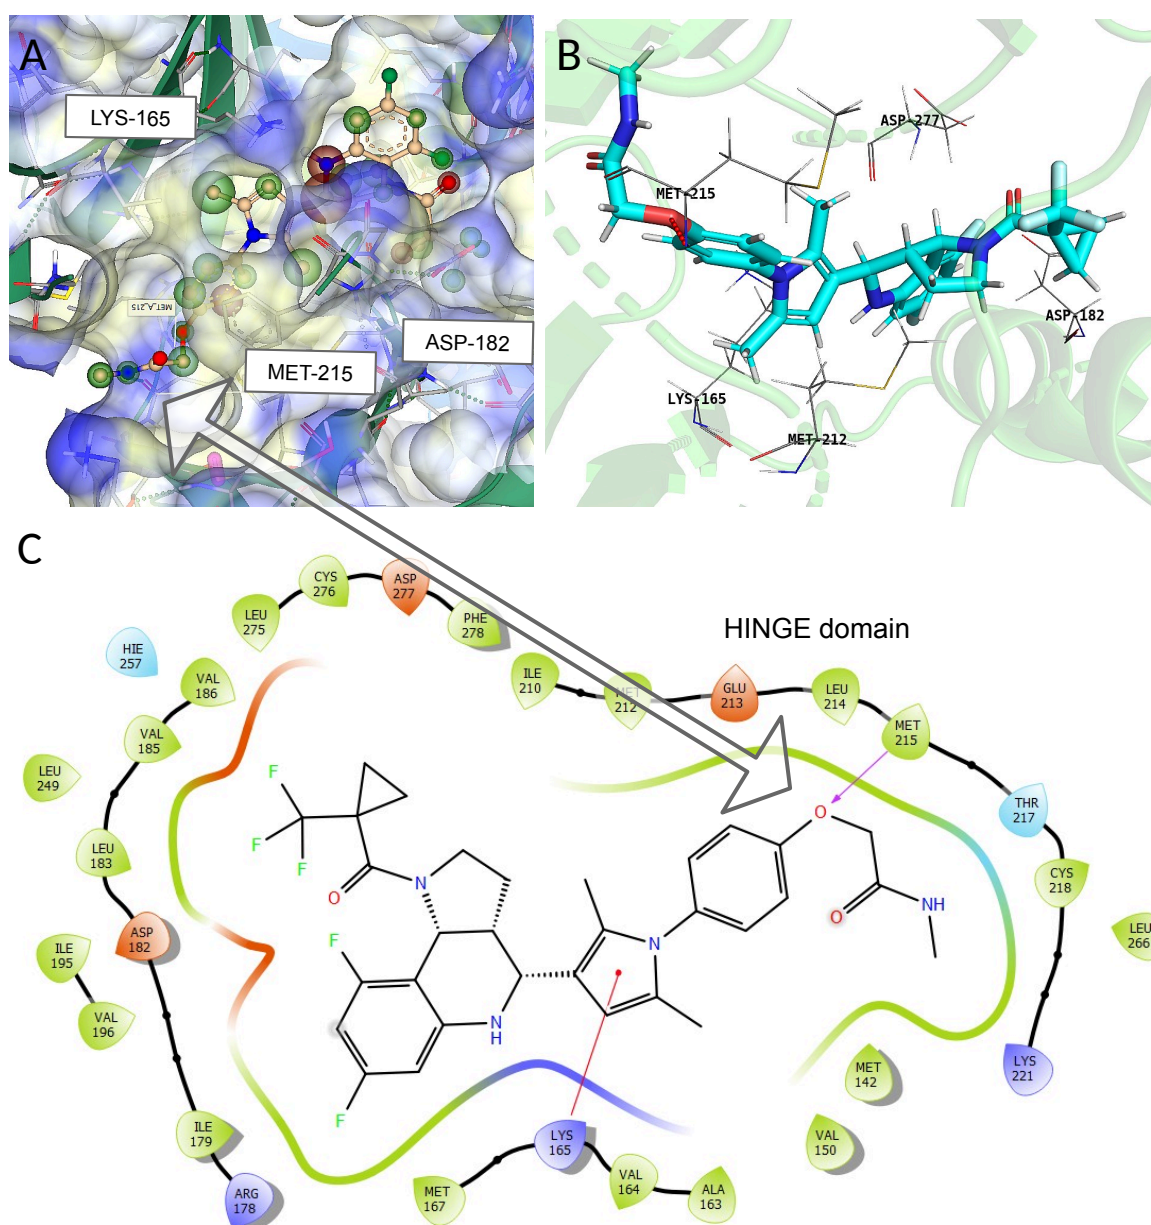 A
LYS-165
MET_A_215
MET-215
ASP-182
B
ASP-277
MET-215
ASP-182
LYS-165
MET-212
C
HINGE domain
CYS
276
ASP
277
LEU
275
PHE
278
HIE
257
VAL
186
VAL
185
LEU
249
LEU
183
ASP
182
ILE
195
VAL
196
ILE
179
ARG
178
ILE
210
MET
212
GLU
213
LEU
214
MET
215
THR
217
CYS
218
LEU
266
LYS
221
MET
142
VAL
150
ALA
163
VAL
164
LYS
165
MET
167
F
F
F
O
N
F
F
N
H
N
O
O
NH